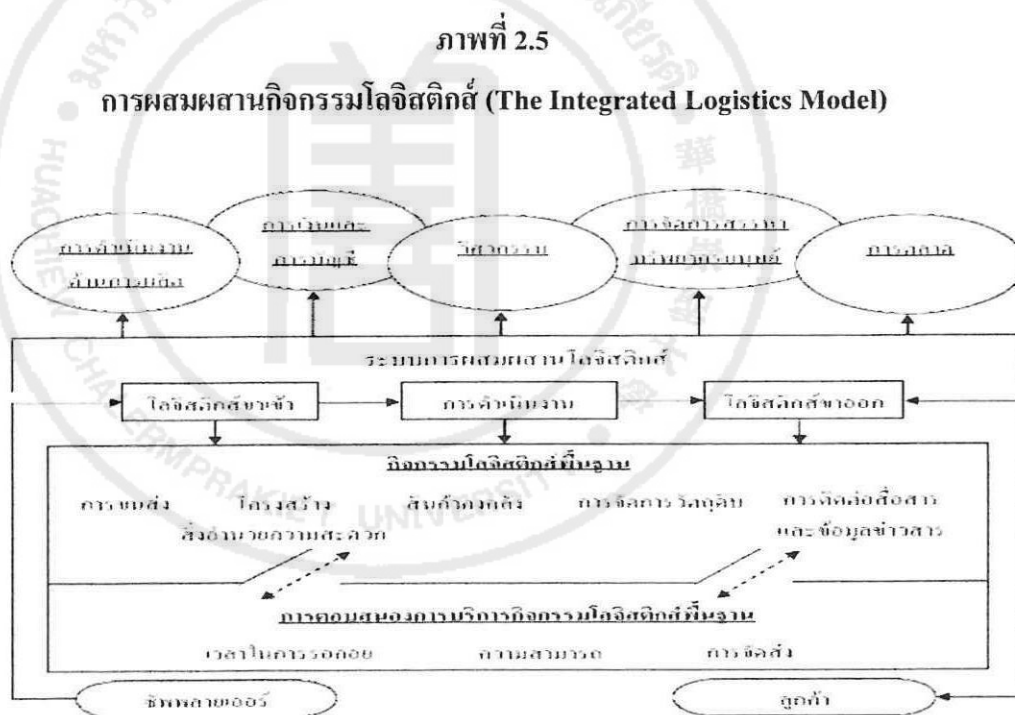 ภาพที่ 2.5
การผสมผสานกิจกรรมโลจิสติกส์ (The Integrated Logistics Model)
การดำเนินงาน
ด้านการผลิต
การเงินและ
การบัญชี
วิศวกรรม
การจัดการสรรหา
ทรัพยากรมนุษย์
การตลาด
ระบบการผสมผสานโลจิสติกส์
โลจิสติกส์ขาเข้า
การดำเนินงาน
โลจิสติกส์ขาออก
กิจกรรมโลจิสติกส์พื้นฐาน
การขนส่ง
โครงสร้าง
สิ่งอำนวยความสะดวก
สินค้าคงคลัง
การจัดการวัตถุดิบ
การติดต่อสื่อสาร
และข้อมูลข่าวสาร
การตอบสนองการบริการกิจกรรมโลจิสติกส์พื้นฐาน
เวลาในการรอคอย
ความสามารถ
การจัดส่ง
ซัพพลายเออร์
ลูกค้า
HUACHIEW CHALERMPRAKIET UNIVERSITY